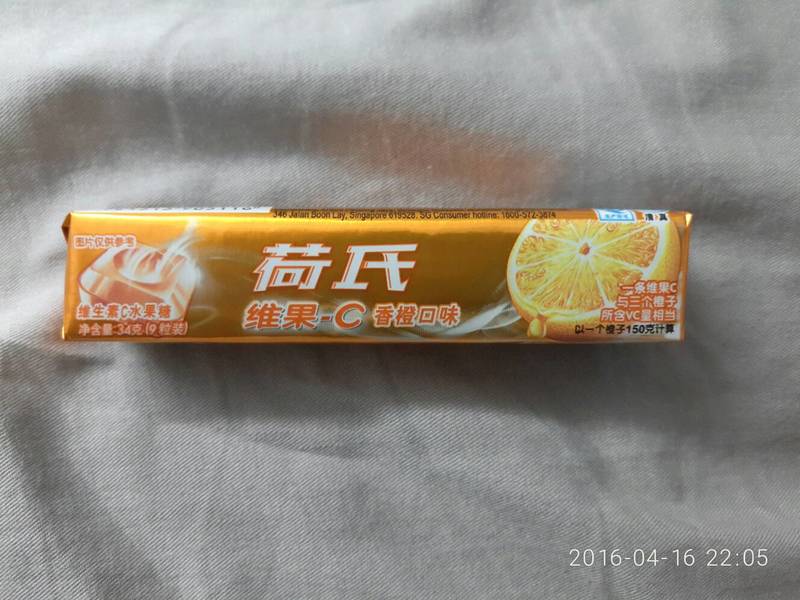 346 Jalan Boon Lay, Singapore 619528. SG Consumer hotline: 1800-572-5674
清真
图片仅供参考
荷氏
维果-C 香橙口味
维生素C水果糖
净含量:34克(9粒装)
一条维果C
与三个橙子
所含VC量相当
以一个橙子150克计算
2016-04-16 22:05